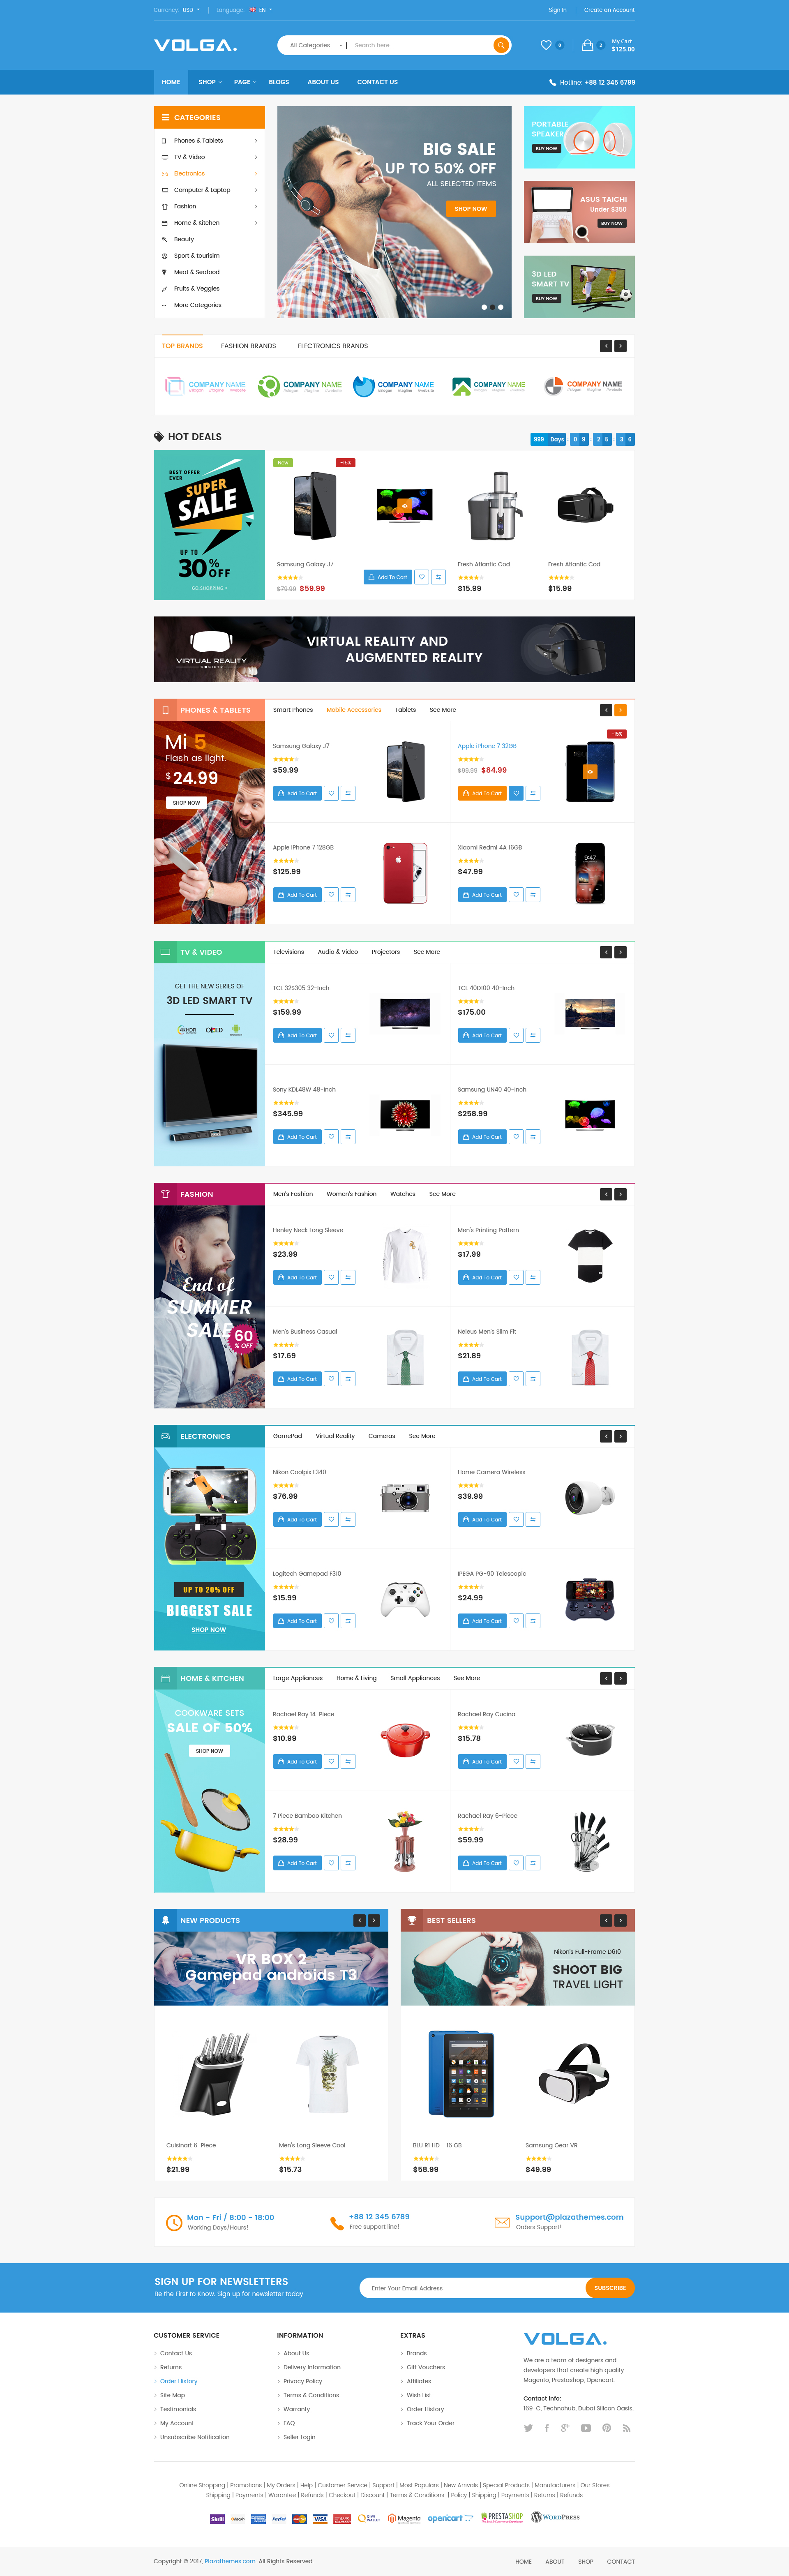 Currency: USD Language: EN Sign In Create an Account
VOLGA.
All Categories Search here... 0 2 My Cart
$125.00
HOME SHOP PAGE BLOGS ABOUT US CONTACT US Hotline: +88 12 345 6789
CATEGORIES
Phones & Tablets
TV & Video
Electronics
Computer & Laptop
Fashion
Home & Kitchen
Beauty
Sport & tourisim
Meat & Seafood
Fruits & Veggies
More Categories
BIG SALE
UP TO 50% OFF
ALL SELECTED ITEMS
SHOP NOW
PORTABLE
SPEAKER
BUY NOW
ASUS TAICHI
Under $350
BUY NOW
3D LED
SMART TV
BUY NOW
TOP BRANDS FASHION BRANDS ELECTRONICS BRANDS
COMPANY NAME COMPANY NAME COMPANY NAME COMPANY NAME COMPANY NAME
HOT DEALS 999 Days 0 9 2 5 3 6
BEST OFFER
EVER
SUPER
SALE
UP TO
30% OFF
GO SHOPPING
New -15%
Samsung Galaxy J7
$79.99 $59.99
Add To Cart
Fresh Atlantic Cod
$15.99
Fresh Atlantic Cod
$15.99
VIRTUAL REALITY
SOCIETY
VIRTUAL REALITY AND
AUGMENTED REALITY
PHONES & TABLETS Smart Phones Mobile Accessories Tablets See More
Mi 5
Flash as light.
$24.99
SHOP NOW
Samsung Galaxy J7
$59.99
Add To Cart
-15%
Apple iPhone 7 32GB
$99.99 $84.99
Add To Cart
Apple iPhone 7 128GB
$125.99
Add To Cart
Xiaomi Redmi 4A 16GB
$47.99
Add To Cart
9:47
TV & VIDEO Televisions Audio & Video Projectors See More
GET THE NEW SERIES OF
3D LED SMART TV
4KHDR OLED
TCL 32S305 32-Inch
$159.99
Add To Cart
TCL 40D100 40-Inch
$175.00
Add To Cart
Sony KDL48W 48-Inch
$345.99
Add To Cart
Samsung UN40 40-Inch
$258.99
Add To Cart
FASHION Men's Fashion Women's Fashion Watches See More
End of
SUMMER
SALE
60
% OFF
Henley Neck Long Sleeve
$23.99
Add To Cart
Men's Printing Pattern
$17.99
Add To Cart
Men's Business Casual
$17.69
Add To Cart
Neleus Men's Slim Fit
$21.89
Add To Cart
ELECTRONICS GamePad Virtual Reality Cameras See More
UP TO 20% OFF
BIGGEST SALE
SHOP NOW
Nikon Coolpix L340
$76.99
Add To Cart
Home Camera Wireless
$39.99
Add To Cart
Logitech Gamepad F310
$15.99
Add To Cart
IPEGA PG-90 Telescopic
$24.99
Add To Cart
HOME & KITCHEN Large Appliances Home & Living Small Appliances See More
COOKWARE SETS
SALE OF 50%
SHOP NOW
Rachael Ray 14-Piece
$10.99
Add To Cart
Rachael Ray Cucina
$15.78
Add To Cart
7 Piece Bamboo Kitchen
$28.99
Add To Cart
Rachael Ray 6-Piece
$59.99
Add To Cart
NEW PRODUCTS
VR BOX 2
Gamepad androids T3
Cuisinart 6-Piece
$21.99
Men's Long Sleeve Cool
$15.73
BEST SELLERS
Nikon's Full-Frame D610
SHOOT BIG
TRAVEL LIGHT
BLU R1 HD - 16 GB
$58.99
Samsung Gear VR
$49.99
Mon - Fri / 8:00 - 18:00
Working Days/Hours!
+88 12 345 6789
Free support line!
Support@plazathemes.com
Orders Support!
SIGN UP FOR NEWSLETTERS
Be the First to Know. Sign up for newsletter today
Enter Your Email Address SUBSCRIBE
CUSTOMER SERVICE
Contact Us
Returns
Order History
Site Map
Testimonials
My Account
Unsubscribe Notification
INFORMATION
About Us
Delivery Information
Privacy Policy
Terms & Conditions
Warranty
FAQ
Seller Login
EXTRAS
Brands
Gift Vouchers
Affiliates
Wish List
Order History
Track Your Order
VOLGA.
We are a team of designers and
developers that create high quality
Magento, Prestashop, Opencart.
Contact info:
169-C, Technohub, Dubai Silicon Oasis.
Online Shopping | Promotions | My Orders | Help | Customer Service | Support | Most Populars | New Arrivals | Special Products | Manufacturers | Our Stores
Shipping | Payments | Warantee | Refunds | Checkout | Discount | Terms & Conditions | Policy | Shipping | Payments | Returns | Refunds
Skrill PayPal VISA Magento opencart PRESTASHOP WORDPRESS
Copyright © 2017, Plazathemes.com. All Rights Reserved. HOME ABOUT SHOP CONTACT